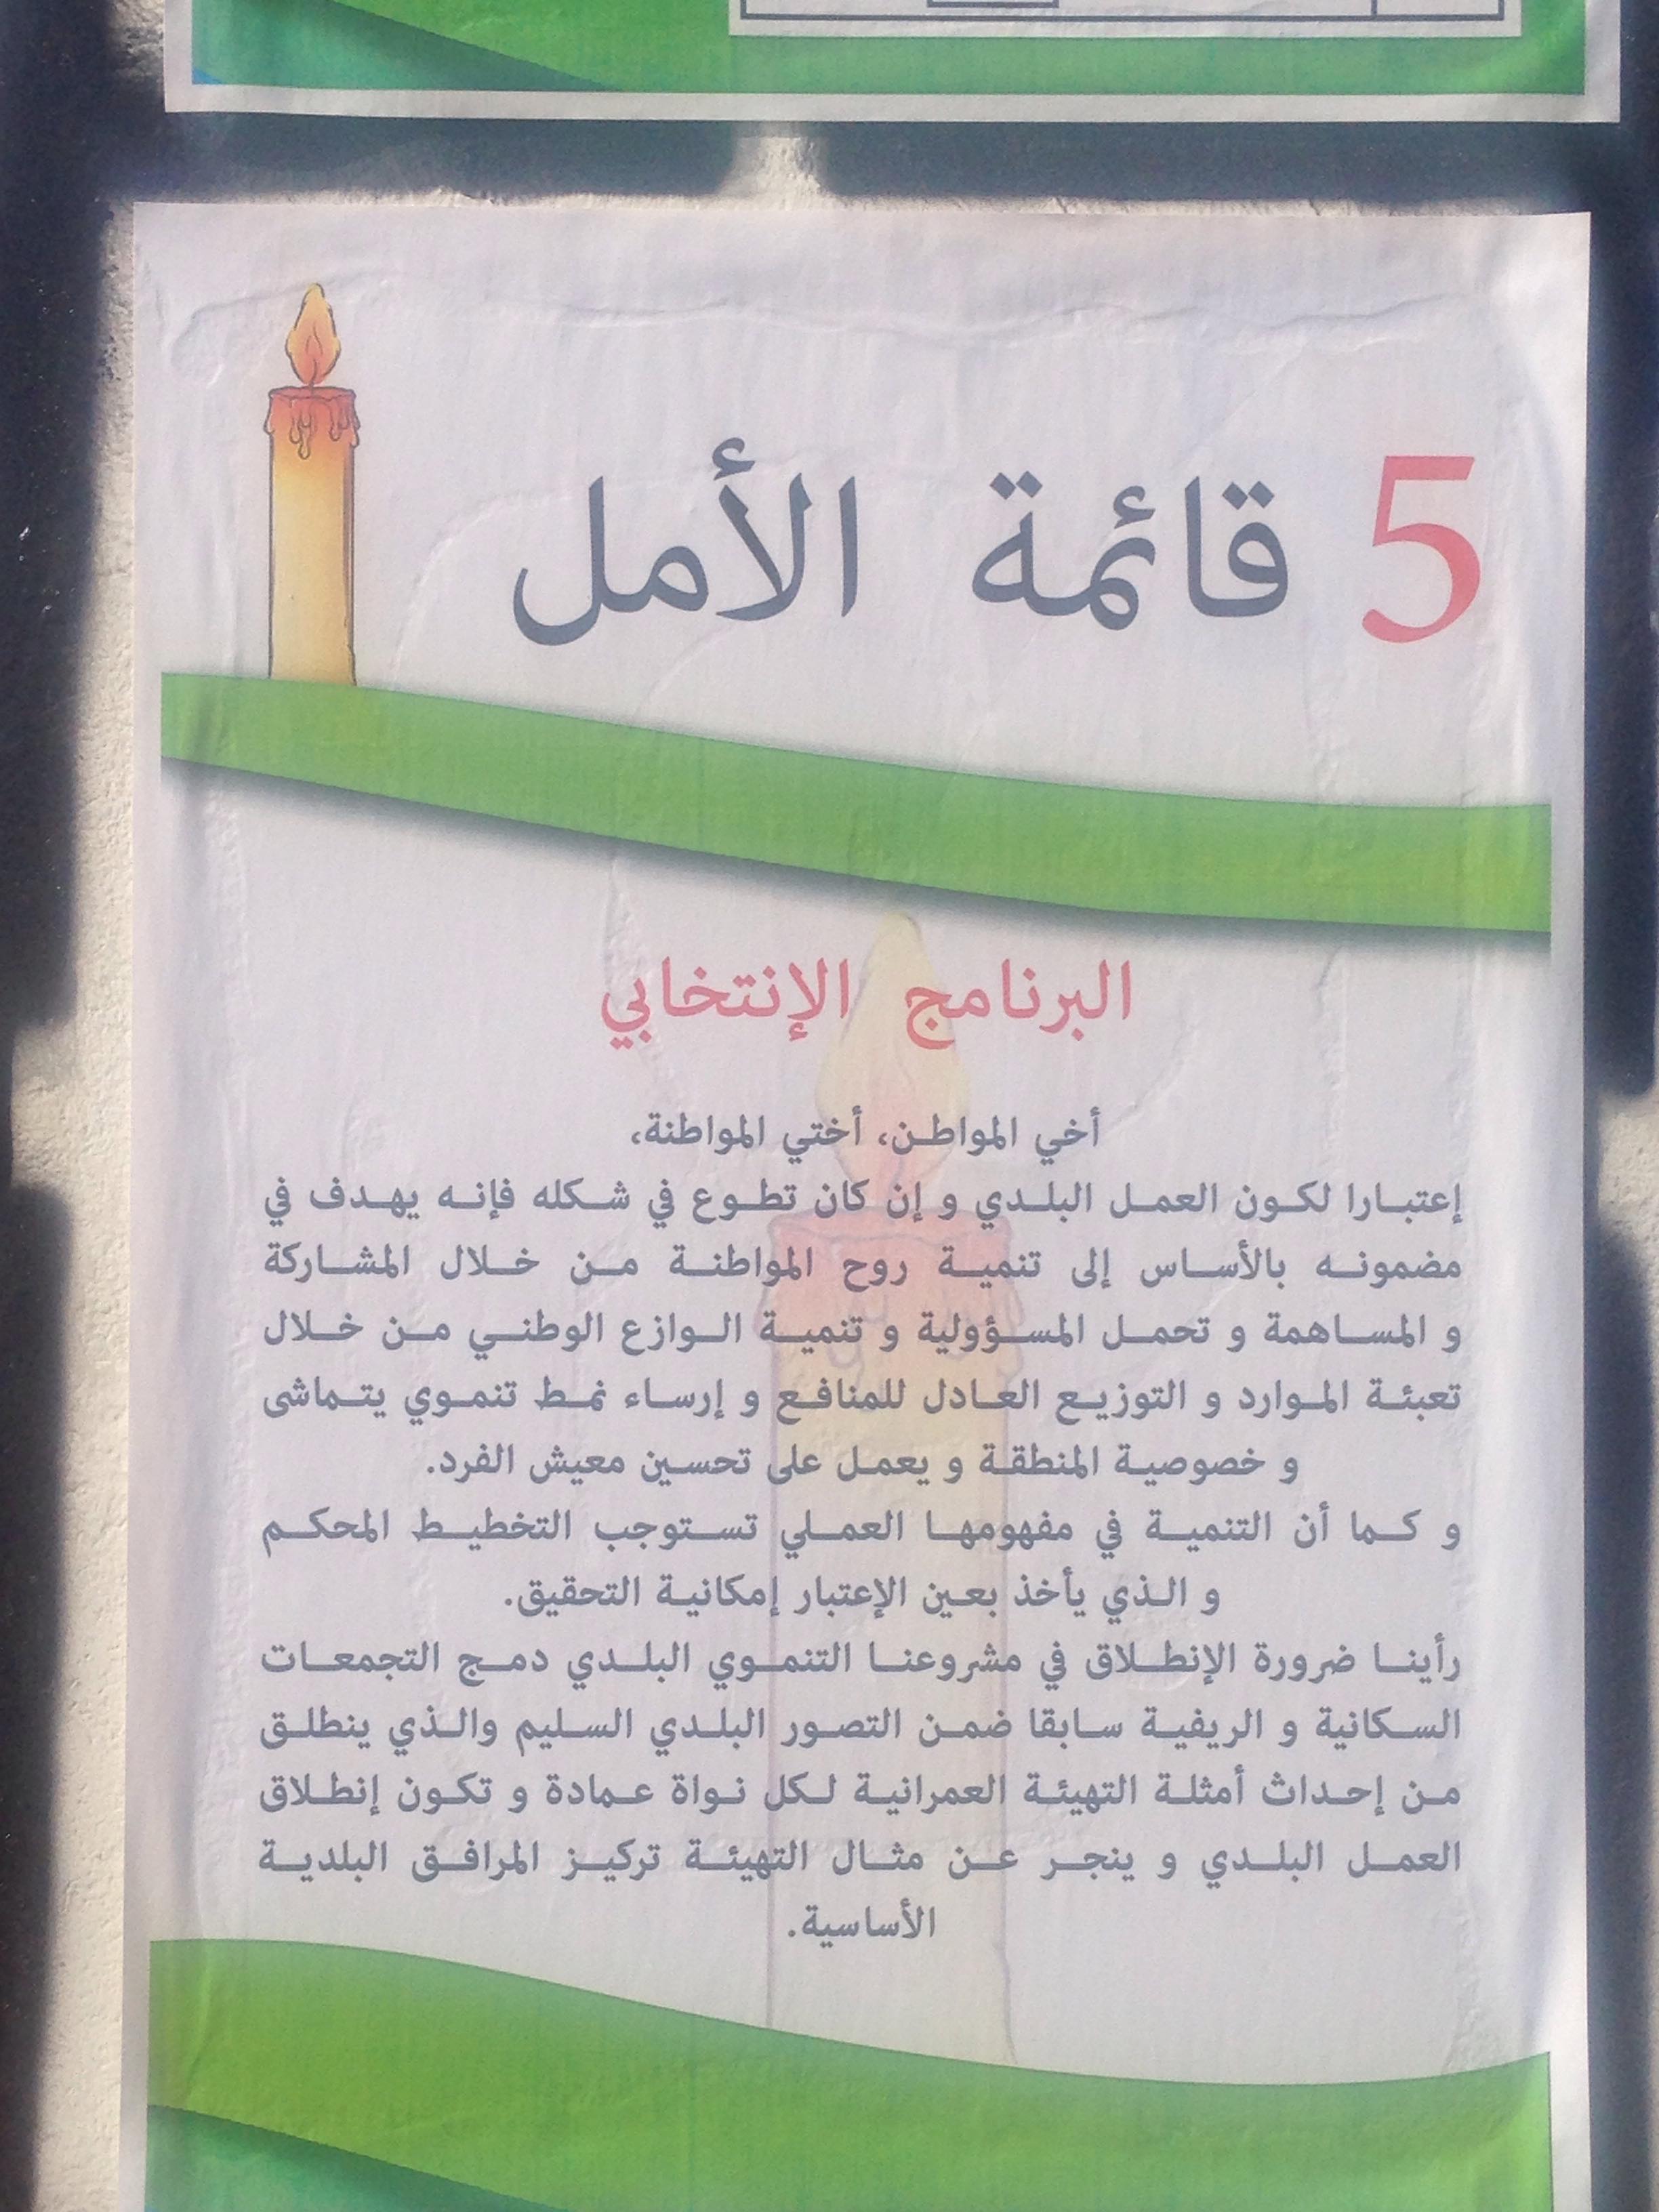 5 قائمة الأمل
البرنامج الإنتخابي
أخي المواطن، أختي المواطنة،
إعتبارا لكون العمل البلدي و إن كان تطوع في شكله فإنه يهدف في
مضمونه بالأساس إلى تنمية روح المواطنة من خلال المشاركة
و المساهمة و تحمل المسؤولية و تنمية الوازع الوطني من خلال
تعبئة الموارد و التوزيع العادل للمنافع و إرساء نمط تنموي يتماشى
و خصوصية المنطقة و يعمل على تحسين معيش الفرد.
و كما أن التنمية في مفهومها العملي تستوجب التخطيط المحكم
و الذي يأخذ بعين الإعتبار إمكانية التحقيق.
رأينا ضرورة الإنطلاق في مشروعنا التنموي البلدي دمج التجمعات
السكانية و الريفية سابقا ضمن التصور البلدي السليم والذي ينطلق
من إحداث أمثلة التهيئة العمرانية لكل نواة عمادة و تكون إنطلاق
العمل البلدي و ينجر عن مثال التهيئة تركيز المرافق البلدية
الأساسية.